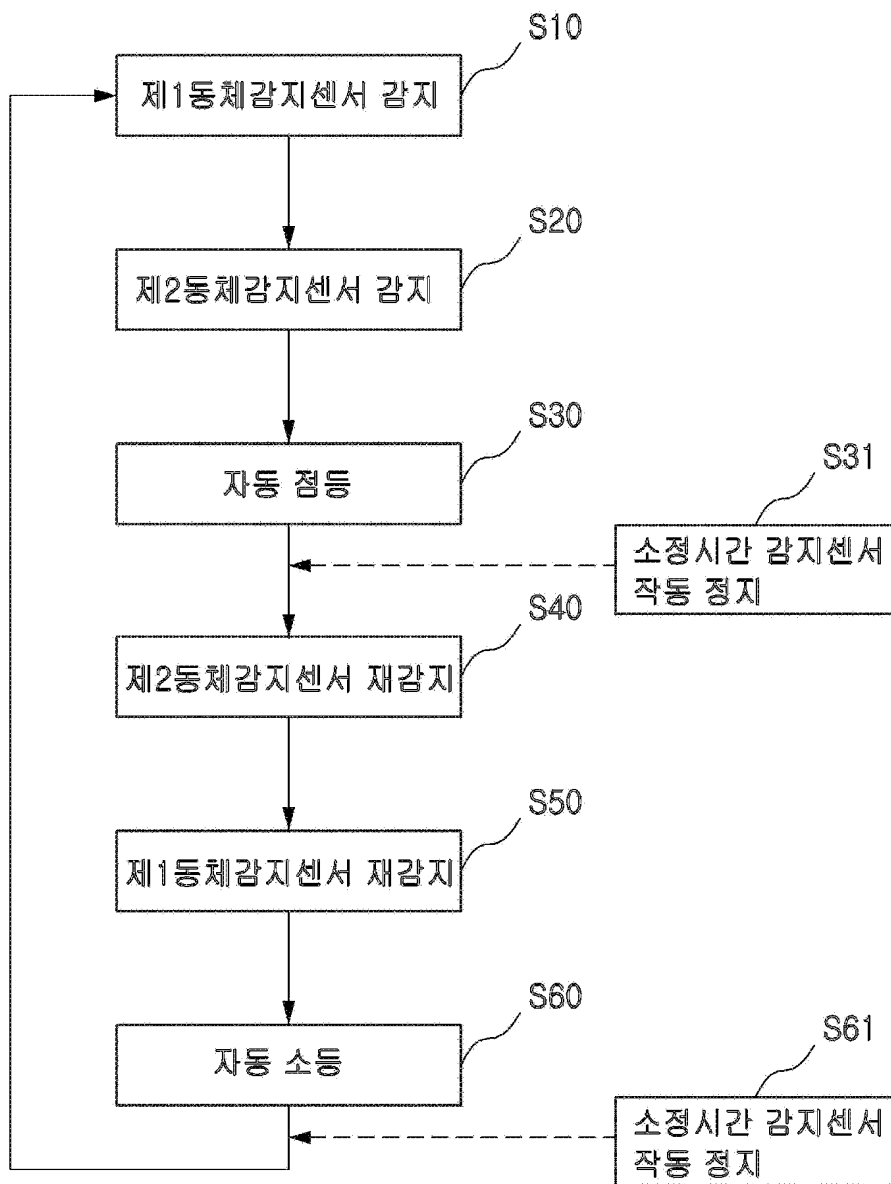 S10
제1동체감지센서 감지
S20
제2동체감지센서 감지
S30
자동 점등
S31
소정시간 감지센서
작동 정지
S40
제2동체감지센서 재감지
S50
제1동체감지센서 재감지
S60
자동 소등
S61
소정시간 감지센서
작동 정지